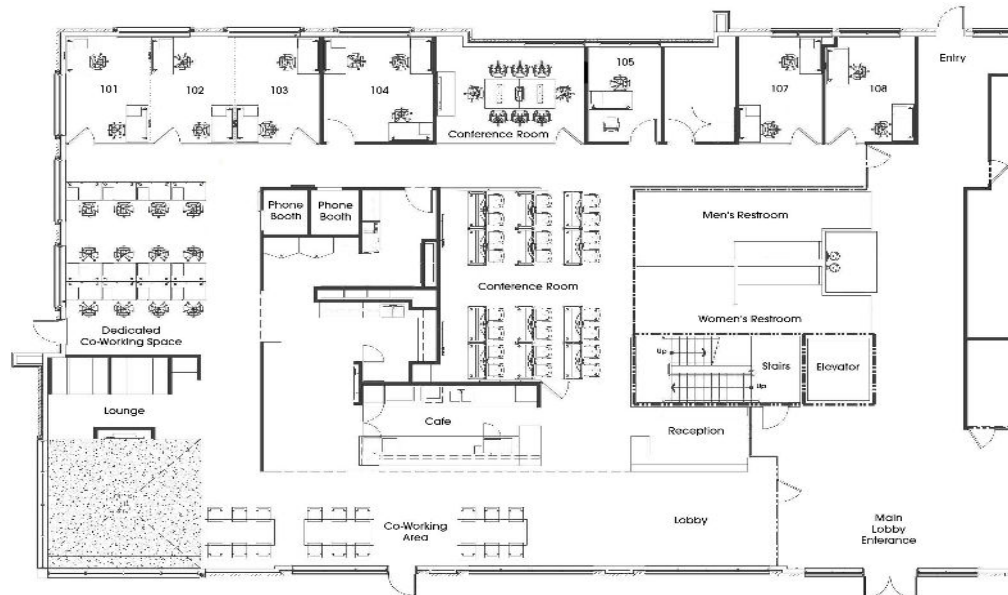 Entry
105
101
102
103
104
107
108
Conference Room
Phone
Booth
Phone
Booth
Men's Restroom
Conference Room
Women's Restroom
Dedicated
Co-Working Space
Up
Stairs
Elevator
Up
Lounge
Cafe
Reception
Co-Working
Area
Lobby
Main
Lobby
Enterance